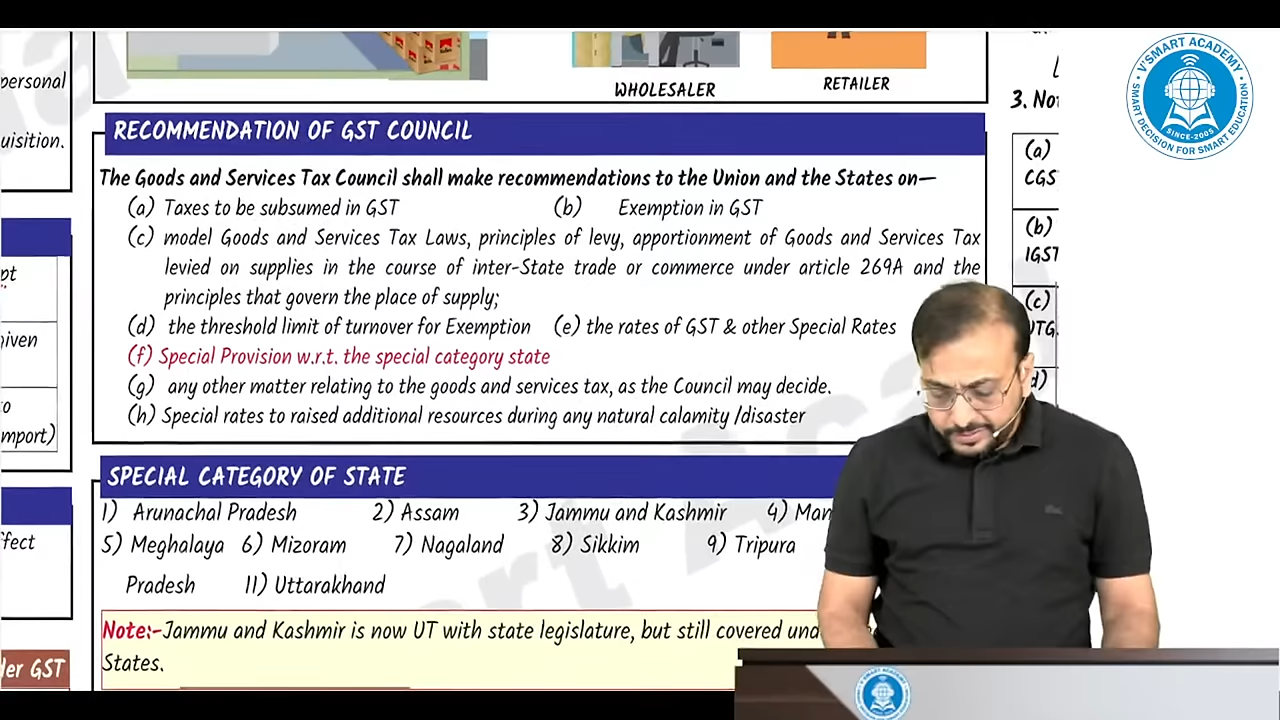 personal
uisition.
pt
niven
to
mport)
ffect
der GST
WHOLESALER
RETAILER
RECOMMENDATION OF GST COUNCIL
The Goods and Services Tax Council shall make recommendations to the Union and the States on—
(a) Taxes to be subsumed in GST (b) Exemption in GST
(c) model Goods and Services Tax Laws, principles of levy, apportionment of Goods and Services Tax
levied on supplies in the course of inter-State trade or commerce under article 269A and the
principles that govern the place of supply;
(d) the threshold limit of turnover for Exemption (e) the rates of GST & other Special Rates
(f) Special Provision w.r.t. the special category state
(g) any other matter relating to the goods and services tax, as the Council may decide.
(h) Special rates to raised additional resources during any natural calamity /disaster
SPECIAL CATEGORY OF STATE
1) Arunachal Pradesh 2) Assam 3) Jammu and Kashmir 4) Man
5) Meghalaya 6) Mizoram 7) Nagaland 8) Sikkim 9) Tripura
Pradesh 11) Uttarakhand
Note:-Jammu and Kashmir is now UT with state legislature, but still covered und
States.
3. Not
(a)
CGS
(b)
IGST
(c)
UTG
d)
V'SMART ACADEMY
SINCE-2005
SMART DECISION FOR SMART EDUCATION